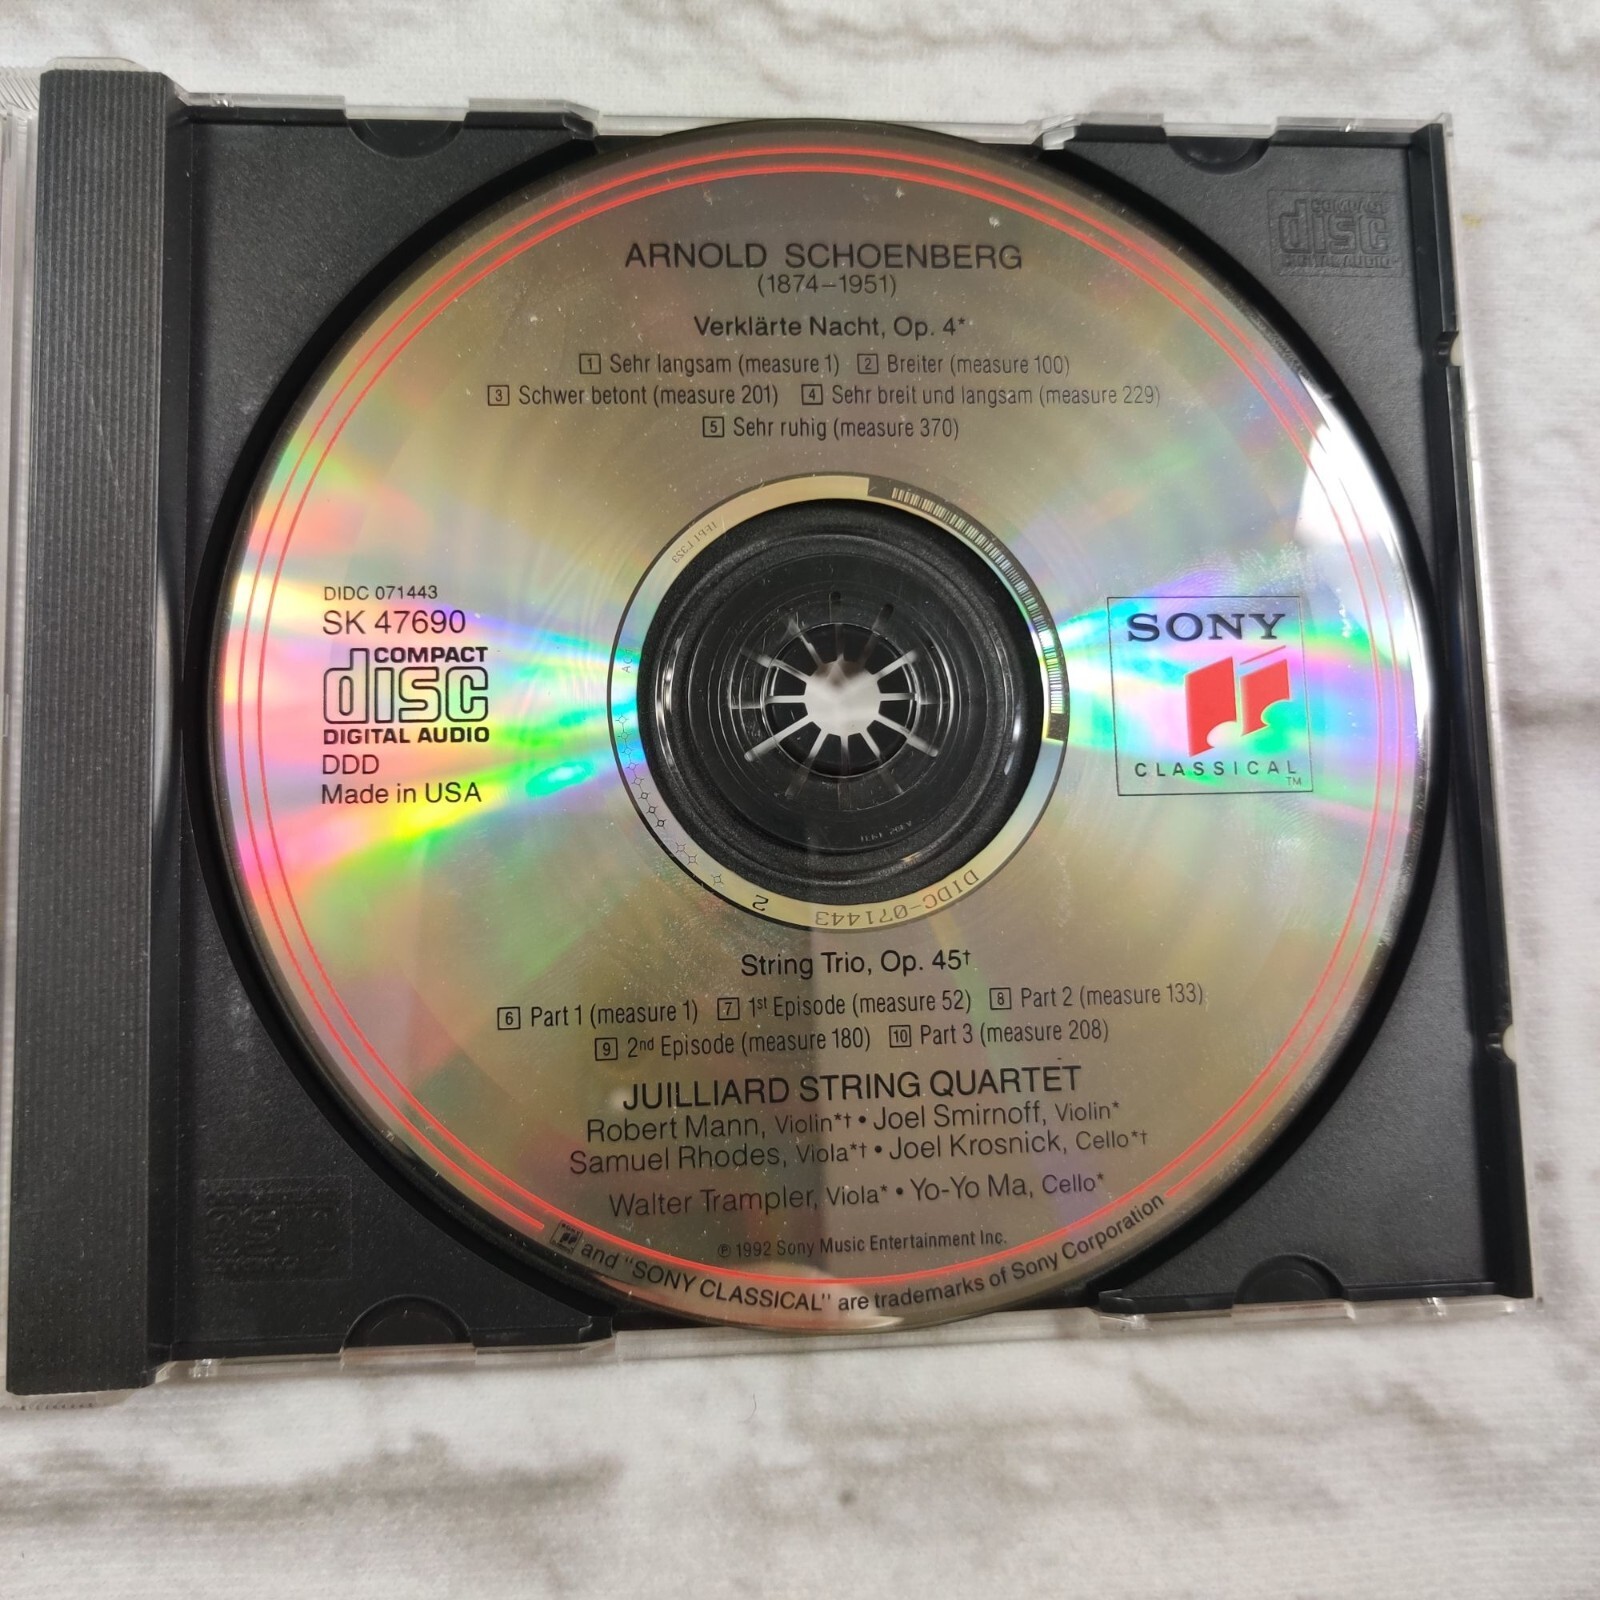 ARNOLD SCHOENBERG
(1874–1951)
Verklärte Nacht, Op. 4*
1 Sehr langsam (measure 1) 2 Breiter (measure 100)
3 Schwer betont (measure 201) 4 Sehr breit und langsam (measure 229)
5 Sehr ruhig (measure 370)
DIDC 071443
SK 47690
COMPACT
disc
DIGITAL AUDIO
DDD
Made in USA
SONY
CLASSICAL™
2 DIDC-071443
String Trio, Op. 45†
6 Part 1 (measure 1) 7 1st Episode (measure 52) 8 Part 2 (measure 133)
9 2nd Episode (measure 180) 10 Part 3 (measure 208)
JUILLIARD STRING QUARTET
Robert Mann, Violin*† • Joel Smirnoff, Violin*
Samuel Rhodes, Viola*† • Joel Krosnick, Cello*†
Walter Trampler, Viola* • Yo-Yo Ma, Cello*
℗ 1992 Sony Music Entertainment Inc.
and "SONY CLASSICAL" are trademarks of Sony Corporation
COMPACT
disc
DIGITAL AUDIO